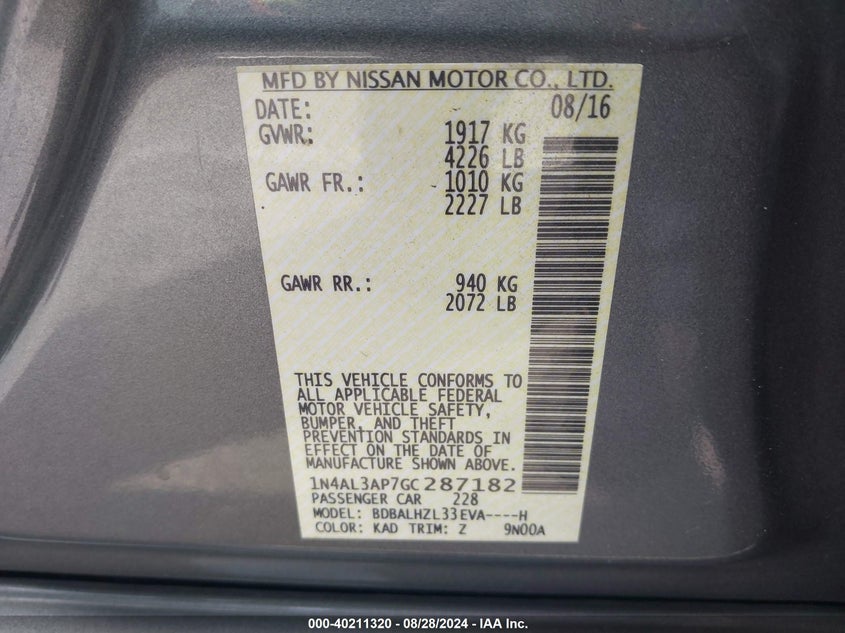 MFD BY NISSAN MOTOR CO., LTD.
DATE: 08/16
GVWR: 1917 KG
4226 LB
GAWR FR.: 1010 KG
2227 LB
GAWR RR.: 940 KG
2072 LB
THIS VEHICLE CONFORMS TO
ALL APPLICABLE FEDERAL
MOTOR VEHICLE SAFETY,
BUMPER, AND THEFT
PREVENTION STANDARDS IN
EFFECT ON THE DATE OF
MANUFACTURE SHOWN ABOVE.
1N4AL3AP7GC287182
PASSENGER CAR 228
MODEL: BDBALHZL33EVA----H
COLOR: KAD TRIM: Z 9N00A
000-40211320 - 08/28/2024 - IAA Inc.